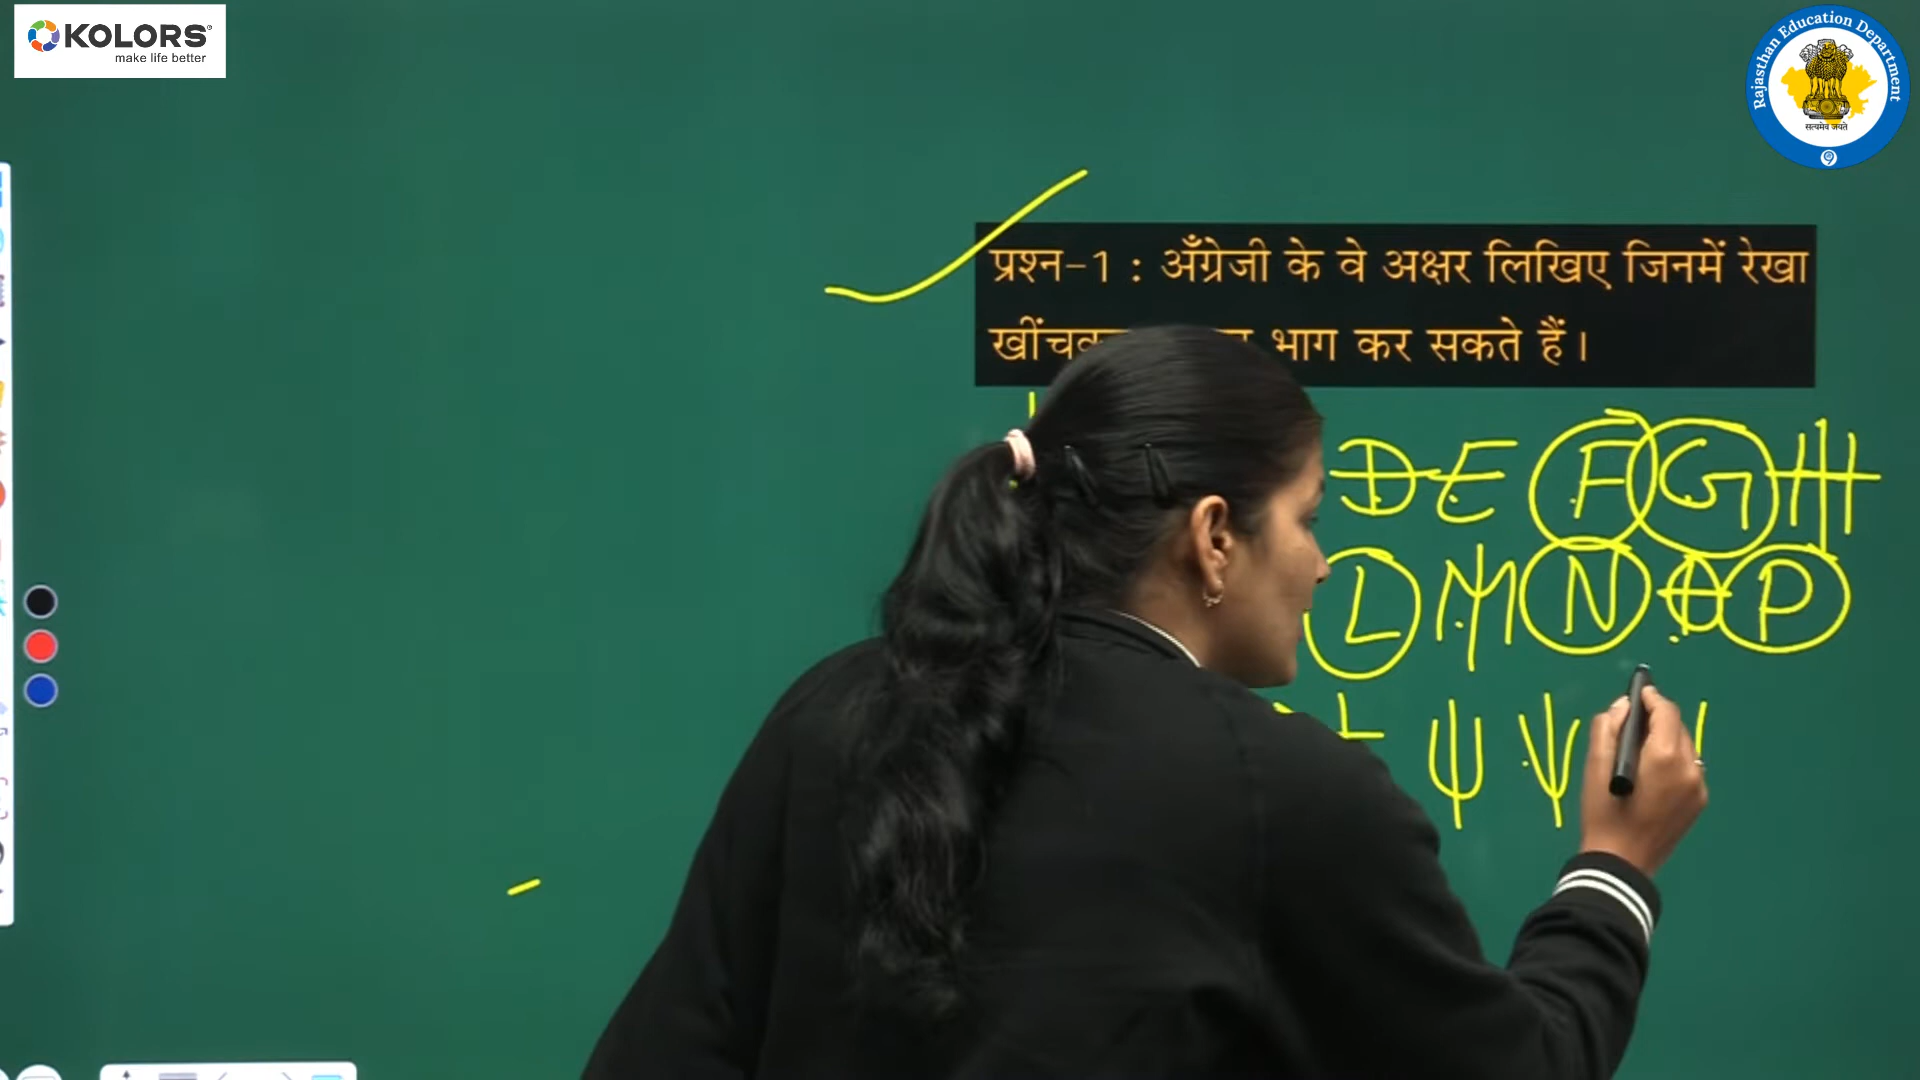 KOLORS
make life better
Rajasthan Education Department
सत्यमेव जयते
प्रश्न-1 : अँग्रेजी के वे अक्षर लिखिए जिनमें रेखा
भाग कर सकते हैं।
D E F G H
L M N O P
U V